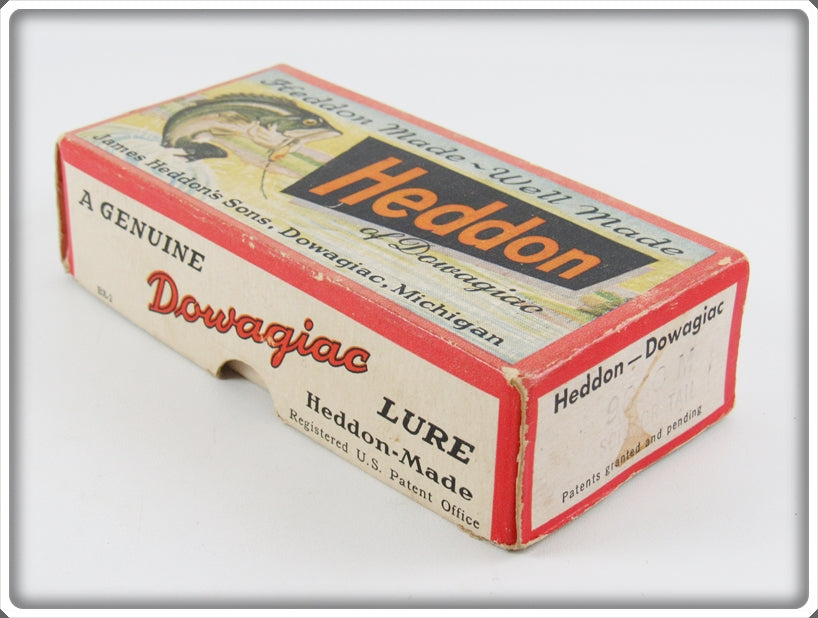 Heddon Made ~ Well Made
Heddon
of Dowagiac
James Heddon's Sons, Dowagiac, Michigan
A GENUINE
Dowagiac
LURE
Heddon-Made
Registered U.S. Patent Office
Heddon — Dowagiac
TAIL
Patents granted and pending